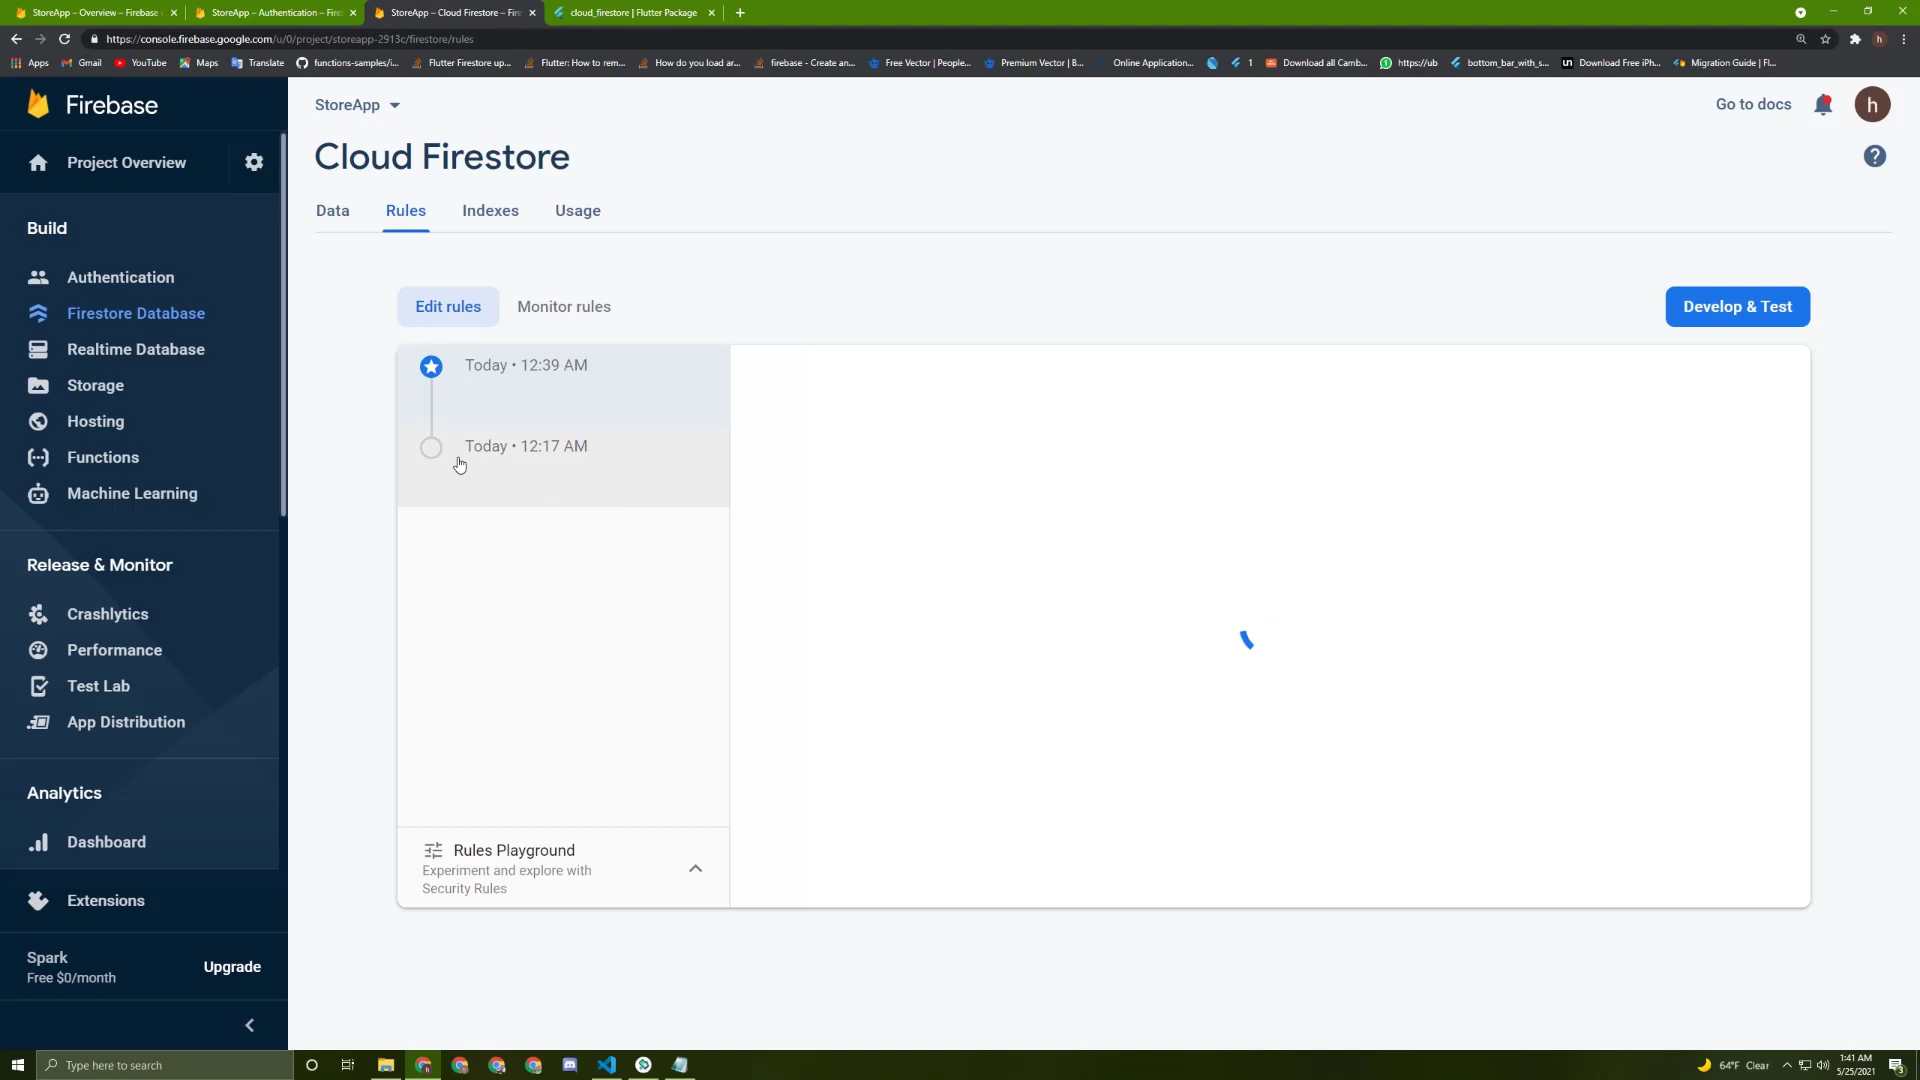 StoreApp – Overview – Firebase
StoreApp – Authentication – Fire
StoreApp – Cloud Firestore – Fire
cloud_firestore | Flutter Package
https://console.firebase.google.com/u/0/project/storeapp-2913c/firestore/rules
h
Apps
Gmail
YouTube
Maps
Translate
functions-samples/i...
Flutter Firestore up...
Flutter: How to rem...
How do you load ar...
firebase - Create an...
Free Vector | People...
Premium Vector | B...
Online Application...
1
Download all Camb...
https://ub
bottom_bar_with_s...
Download Free iPh...
Migration Guide | Fl...
Firebase
StoreApp
Go to docs
h
Project Overview
Cloud Firestore
Data
Rules
Indexes
Usage
Build
Authentication
Firestore Database
Realtime Database
Storage
Hosting
Functions
Machine Learning
Release & Monitor
Crashlytics
Performance
Test Lab
App Distribution
Analytics
Dashboard
Extensions
Spark
Free $0/month
Upgrade
Edit rules
Monitor rules
Develop & Test
Today • 12:39 AM
Today • 12:17 AM
Rules Playground
Experiment and explore with
Security Rules
Type here to search
64°F Clear
1:41 AM
5/25/2021